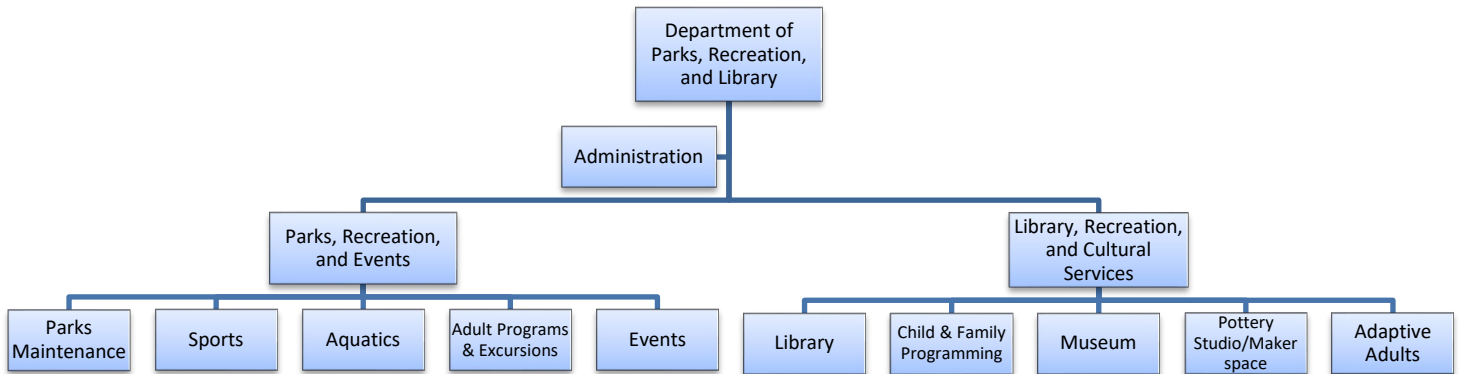 Department of
Parks, Recreation,
and Library
Administration
Parks, Recreation,
and Events
Library, Recreation,
and Cultural
Services
Parks
Maintenance
Sports
Aquatics
Adult Programs
& Excursions
Events
Library
Child & Family
Programming
Museum
Pottery
Studio/Maker
space
Adaptive
Adults